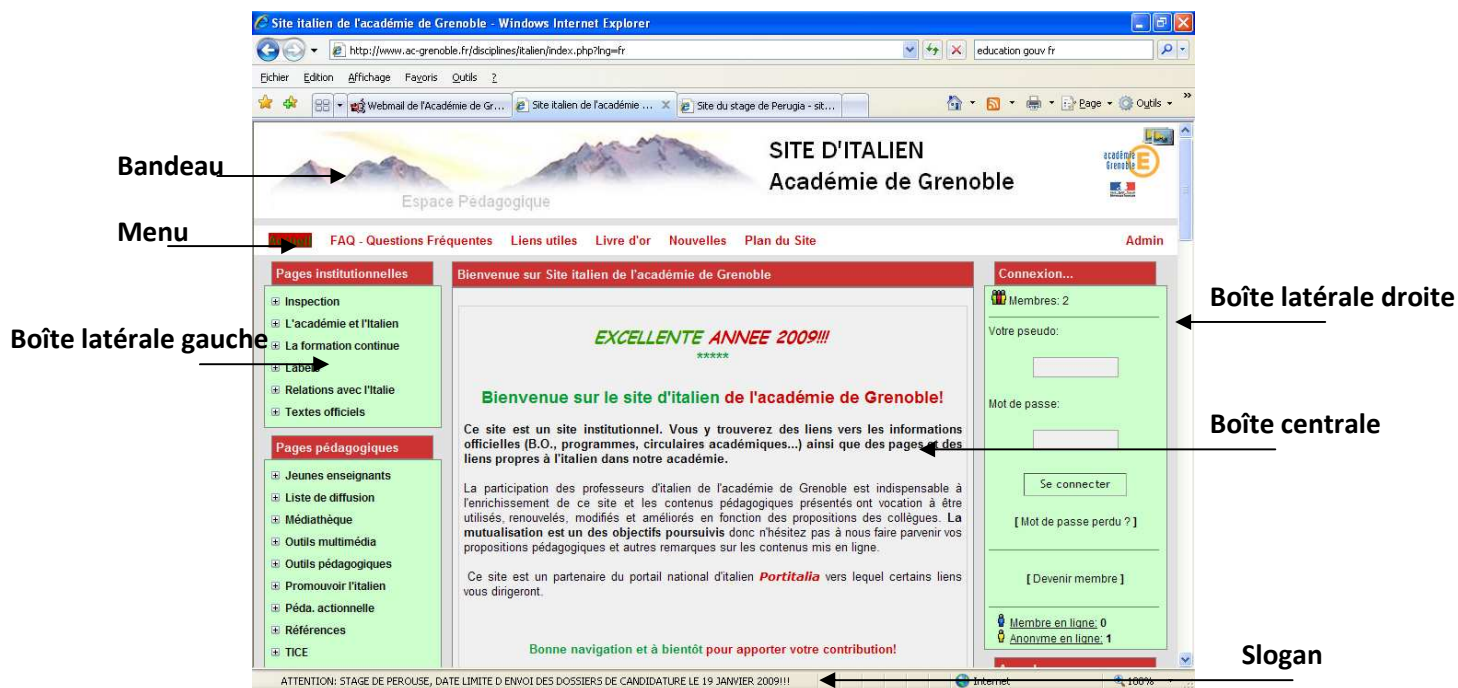 Site italien de l'académie de Grenoble - Windows Internet Explorer
http://www.ac-grenoble.fr/disciplines/italien/index.php?lng=fr
education gouv fr
Fichier Edition Affichage Favoris Outils ?
Webmail de l'Académie de Gr... Site italien de l'académie ... Site du stage de Perugia - sit... Page Outils
Bandeau
SITE D'ITALIEN
Académie de Grenoble
académie Grenoble
Espace Pédagogique
Menu
Accueil FAQ - Questions Fréquentes Liens utiles Livre d'or Nouvelles Plan du Site Admin
Boîte latérale gauche
Pages institutionnelles
Inspection
L'académie et l'Italien
La formation continue
Labels
Relations avec l'Italie
Textes officiels
Pages pédagogiques
Jeunes enseignants
Liste de diffusion
Médiathèque
Outils multimédia
Outils pédagogiques
Promouvoir l'italien
Péda. actionnelle
Références
TICE
Bienvenue sur Site italien de l'académie de Grenoble
EXCELLENTE ANNEE 2009!!!
*****
Bienvenue sur le site d'italien de l'académie de Grenoble!
Ce site est un site institutionnel. Vous y trouverez des liens vers les informations
officielles (B.O., programmes, circulaires académiques...) ainsi que des pages et des
liens propres à l'italien dans notre académie.
La participation des professeurs d'italien de l'académie de Grenoble est indispensable à
l'enrichissement de ce site et les contenus pédagogiques présentés ont vocation à être
utilisés, renouvelés, modifiés et améliorés en fonction des propositions des collègues. La
mutualisation est un des objectifs poursuivis donc n'hésitez pas à nous faire parvenir vos
propositions pédagogiques et autres remarques sur les contenus mis en ligne.
Ce site est un partenaire du portail national d'italien Portitalia vers lequel certains liens
vous dirigeront.
Bonne navigation et à bientôt pour apporter votre contribution!
Connexion...
Membres: 2
Votre pseudo:
Mot de passe:
Se connecter
[ Mot de passe perdu ? ]
[ Devenir membre ]
Membre en ligne: 0
Anonyme en ligne: 1
Boîte latérale droite
Boîte centrale
Slogan
ATTENTION: STAGE DE PEROUSE, DATE LIMITE D ENVOI DES DOSSIERS DE CANDIDATURE LE 19 JANVIER 2009!!!
Internet 100%